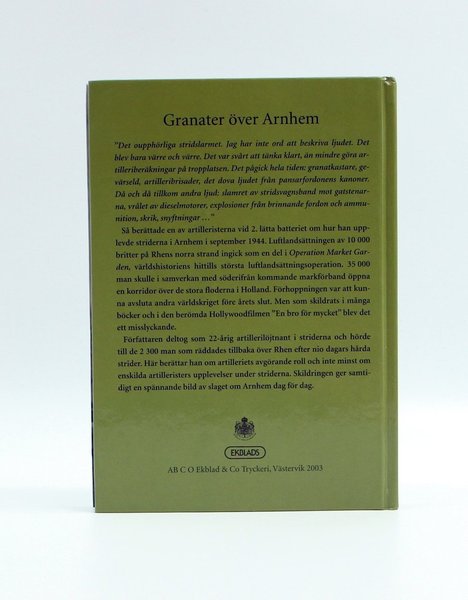 Granater över Arnhem
"Det oupphörliga stridslarmet. Jag har inte ord att beskriva ljudet. Det
blev bara värre och värre. Det var svårt att tänka klart, än mindre göra ar-
tilleriberäkningar på tropplatsen. Det pågick hela tiden: granatkastare, ge-
värseld, artilleribrisader, det dova ljudet från pansarfordonens kanoner.
Då och då tillkom andra ljud: slamret av stridsvagnsband mot gatstenar-
na, vrålet av dieselmotorer, explosioner från brinnande fordon och ammu-
nition, skrik, snyftningar ..."
Så berättade en av artilleristerna vid 2. lätta batteriet om hur han upp-
levde striderna i Arnhem i september 1944. Luftlandsättningen av 10 000
britter på Rhens norra strand ingick som en del i Operation Market Gar-
den, världshistoriens hittills största luftlandsättningsoperation. 35 000
man skulle i samverkan med söderifrån kommande markförband öppna
en korridor över de stora floderna i Holland. Förhoppningen var att kun-
na avsluta andra världskriget före årets slut. Men som skildrats i många
böcker och i den berömda Hollywoodfilmen "En bro för mycket" blev det
ett misslyckande.
Författaren deltog som 22-årig artillerilöjtnant i striderna och hörde
till de 2 300 man som räddades tillbaka över Rhen efter nio dagars hårda
strider. Här berättar han om artilleriets avgörande roll och inte minst om
enskilda artilleristers upplevelser under striderna. Skildringen ger samti-
digt en spännande bild av slaget om Arnhem dag för dag.
EKBLADS
AB C O Ekblad & Co Tryckeri, Västervik 2003